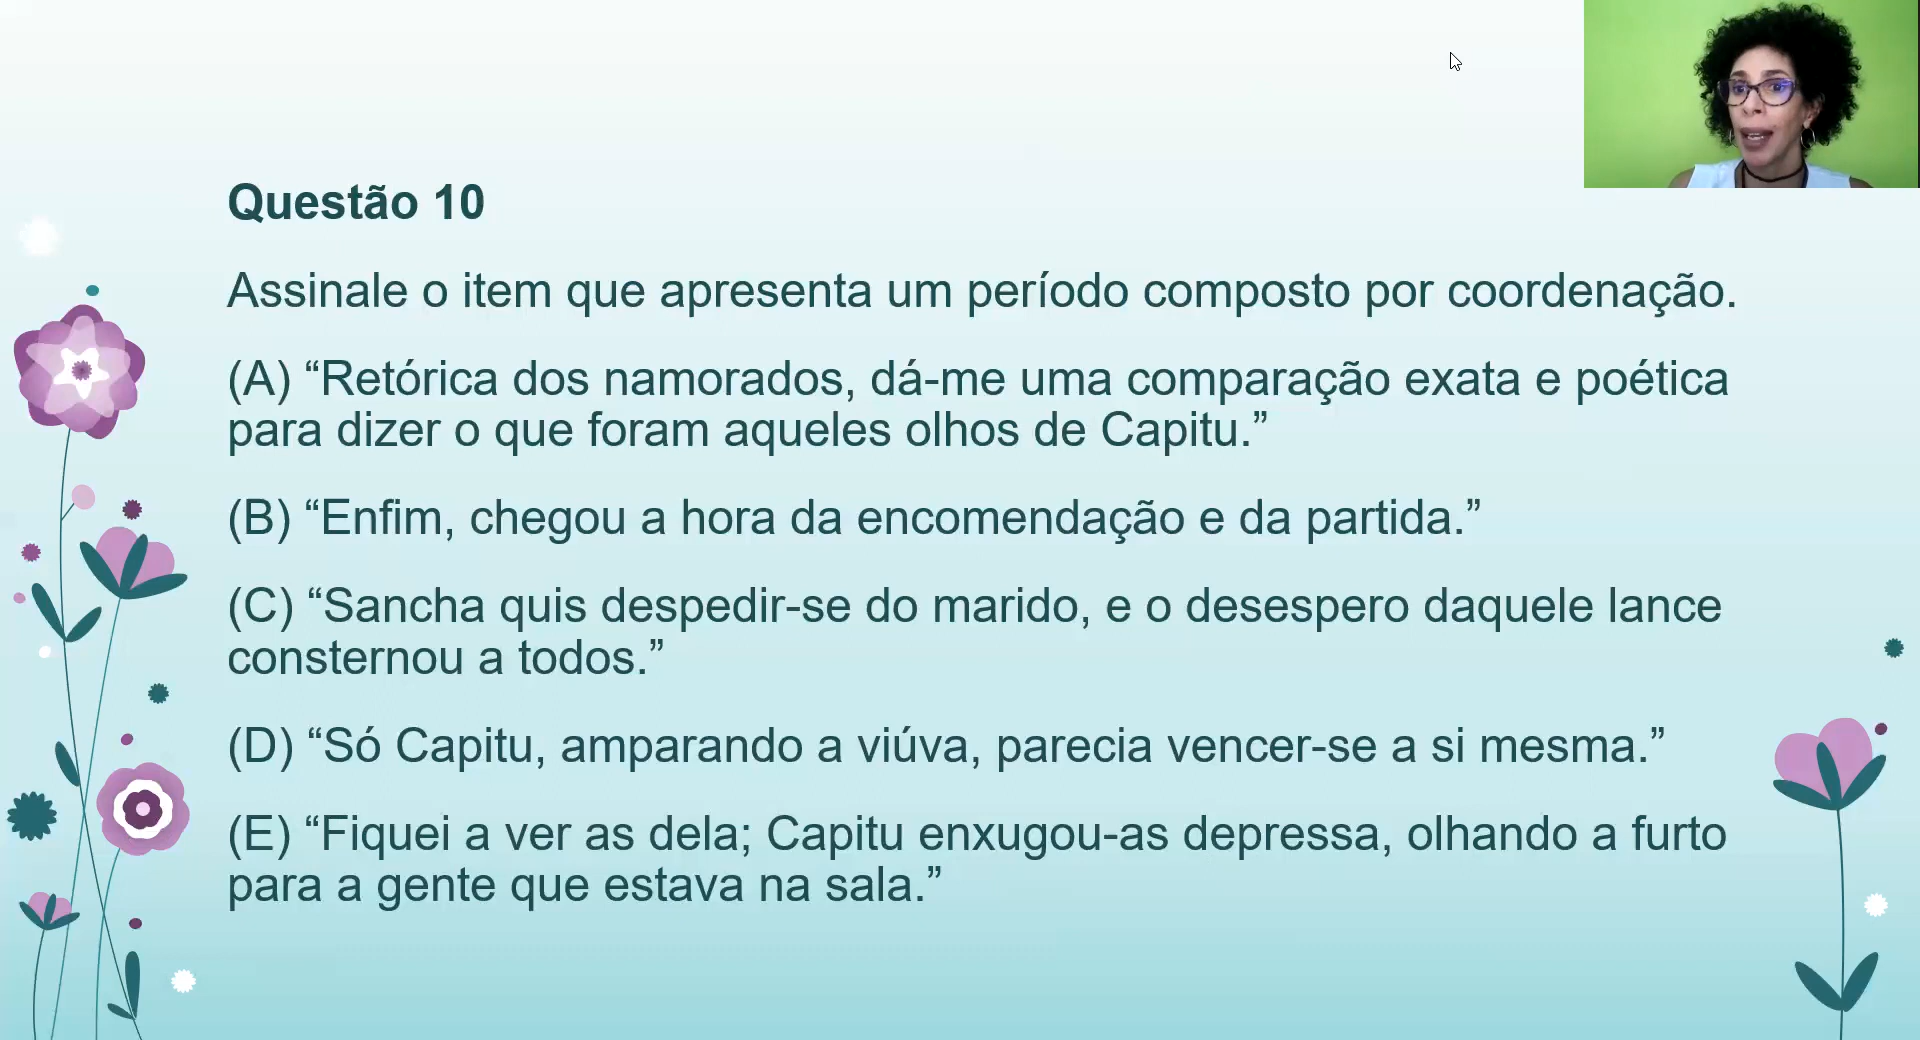 Questão 10
Assinale o item que apresenta um período composto por coordenação.
(A) “Retórica dos namorados, dá-me uma comparação exata e poética
para dizer o que foram aqueles olhos de Capitu.”
(B) “Enfim, chegou a hora da encomendação e da partida.”
(C) “Sancha quis despedir-se do marido, e o desespero daquele lance
consternou a todos.”
(D) “Só Capitu, amparando a viúva, parecia vencer-se a si mesma.”
(E) “Fiquei a ver as dela; Capitu enxugou-as depressa, olhando a furto
para a gente que estava na sala.”